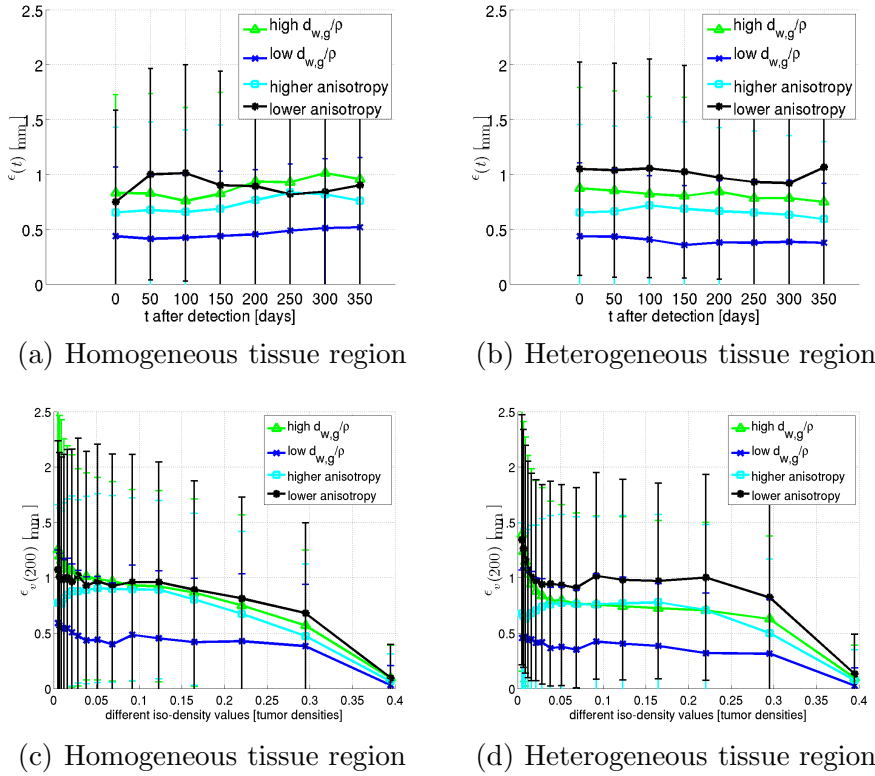 2.5
2
1.5
1
0.5
0
ϵ(t) [mm]
high d_{w,g}/ρ
low d_{w,g}/ρ
higher anisotropy
lower anisotropy
0 50 100 150 200 250 300 350
t after detection [days]
(a) Homogeneous tissue region
2.5
2
1.5
1
0.5
0
ϵ(t) [mm]
high d_{w,g}/ρ
low d_{w,g}/ρ
higher anisotropy
lower anisotropy
0 50 100 150 200 250 300 350
t after detection [days]
(b) Heterogeneous tissue region
2.5
2
1.5
1
0.5
0
ϵ_v(200) [mm]
high d_{w,g}/ρ
low d_{w,g}/ρ
higher anisotropy
lower anisotropy
0 0.05 0.1 0.15 0.2 0.25 0.3 0.35 0.4
different iso-density values [tumor densities]
(c) Homogeneous tissue region
2.5
2
1.5
1
0.5
0
ϵ_v(200) [mm]
high d_{w,g}/ρ
low d_{w,g}/ρ
higher anisotropy
lower anisotropy
0 0.05 0.1 0.15 0.2 0.25 0.3 0.35 0.4
different iso-density values [tumor densities]
(d) Heterogeneous tissue region